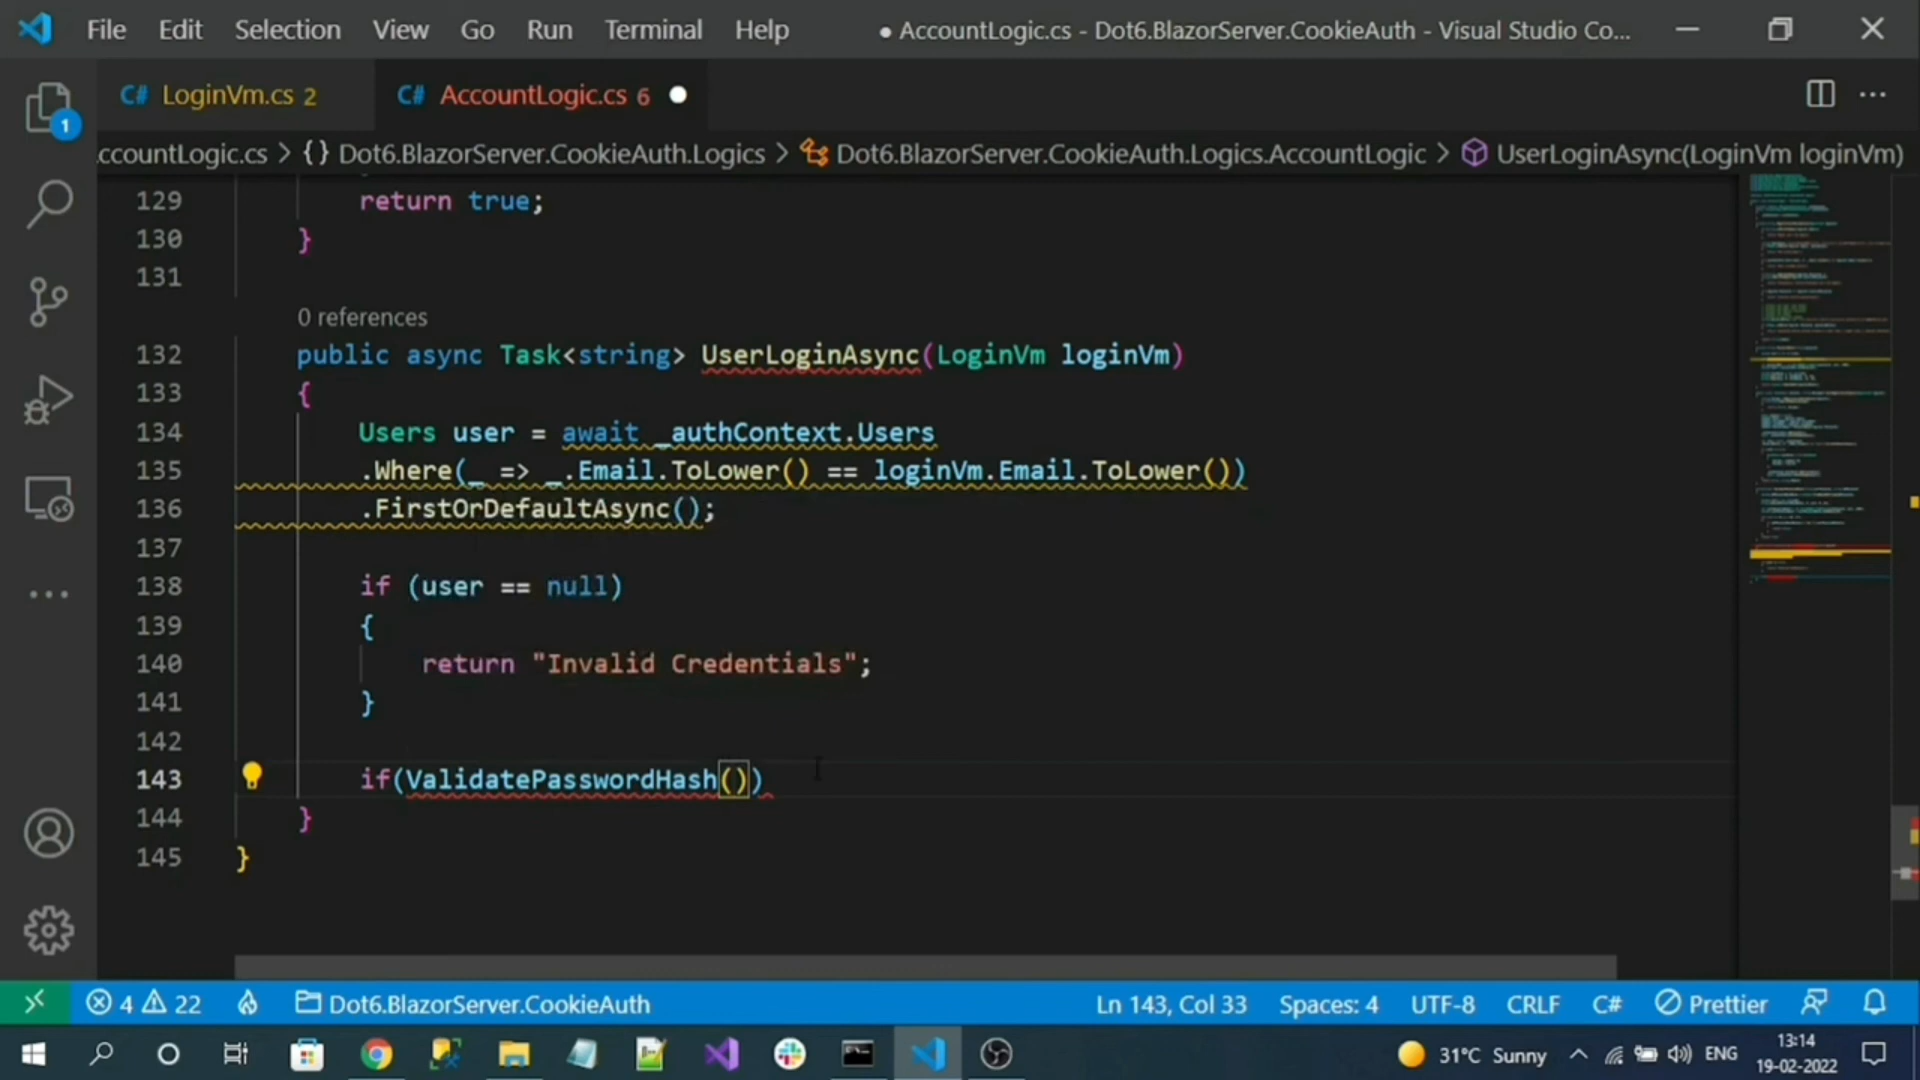 File Edit Selection View Go Run Terminal Help ● AccountLogic.cs - Dot6.BlazorServer.CookieAuth - Visual Studio Co...
C# LoginVm.cs 2 C# AccountLogic.cs 6
ccountLogic.cs > {} Dot6.BlazorServer.CookieAuth.Logics > Dot6.BlazorServer.CookieAuth.Logics.AccountLogic > UserLoginAsync(LoginVm loginVm)
1
129 return true;
130 }
131
0 references
132 public async Task<string> UserLoginAsync(LoginVm loginVm)
133 {
134 Users user = await _authContext.Users
135 .Where(_ => _.Email.ToLower() == loginVm.Email.ToLower())
136 .FirstOrDefaultAsync();
137
138 if (user == null)
139 {
140 return "Invalid Credentials";
141 }
142
143 if(ValidatePasswordHash())
144 }
145 }
4 22 Dot6.BlazorServer.CookieAuth Ln 143, Col 33 Spaces: 4 UTF-8 CRLF C# Prettier
31°C Sunny ENG 13:14
19-02-2022